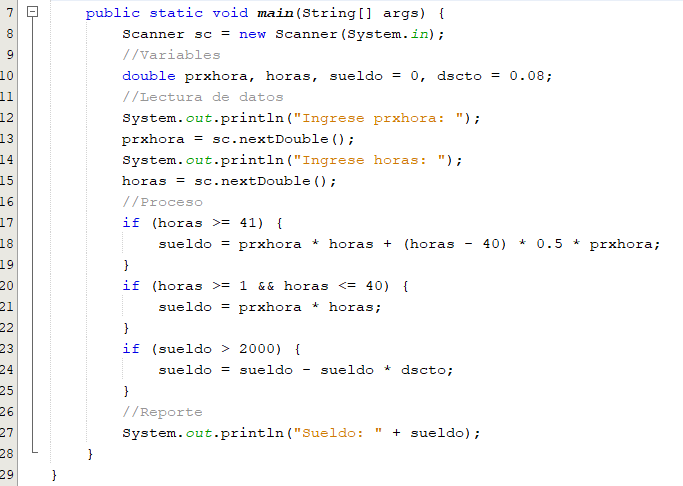 7 public static void main(String[] args) {
8 Scanner sc = new Scanner(System.in);
9 //Variables
10 double prxhora, horas, sueldo = 0, dscto = 0.08;
11 //Lectura de datos
12 System.out.println("Ingrese prxhora: ");
13 prxhora = sc.nextDouble();
14 System.out.println("Ingrese horas: ");
15 horas = sc.nextDouble();
16 //Proceso
17 if (horas >= 41) {
18 sueldo = prxhora * horas + (horas - 40) * 0.5 * prxhora;
19 }
20 if (horas >= 1 && horas <= 40) {
21 sueldo = prxhora * horas;
22 }
23 if (sueldo > 2000) {
24 sueldo = sueldo - sueldo * dscto;
25 }
26 //Reporte
27 System.out.println("Sueldo: " + sueldo);
28 }
29 }